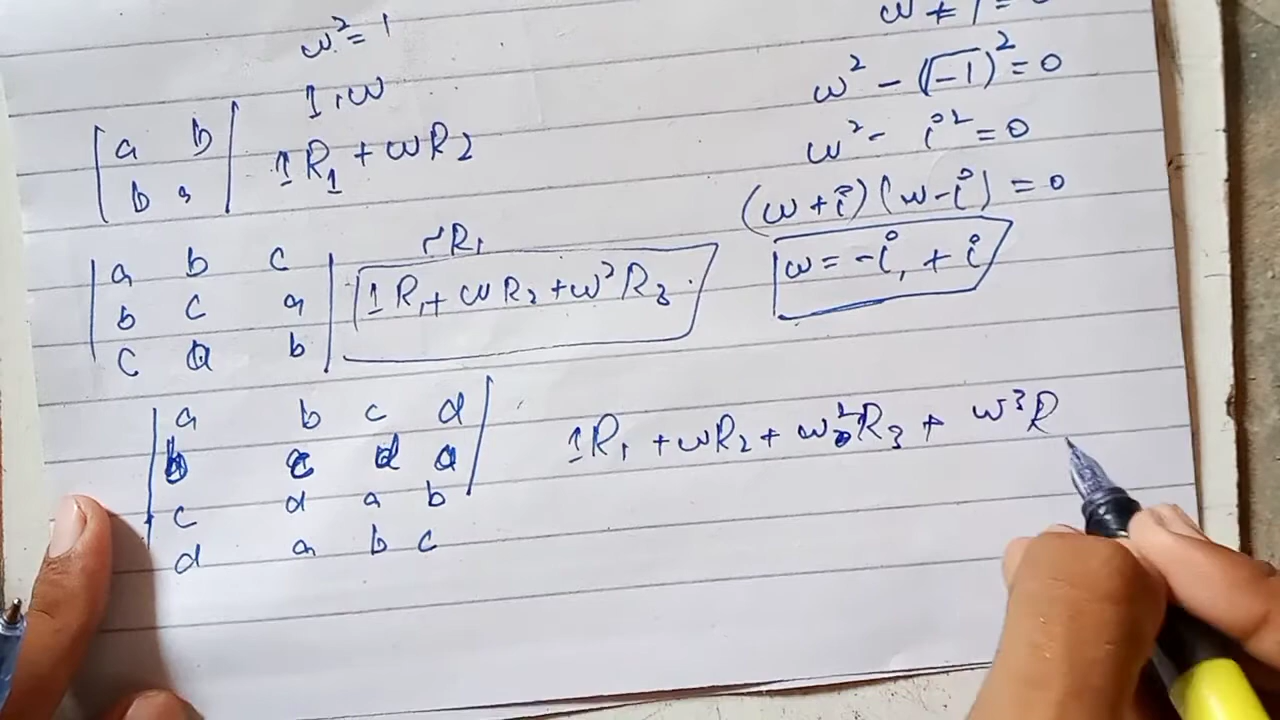 ω² = 1
1, ω
| a b |
| b a |
1R₁ + ωR₂
ω² - (√-1)² = 0
ω² - i² = 0
(ω + i)(ω - i) = 0
ω = -i, + i
| a b c |
| b c a |
| c a b |
~R₁
1R₁ + ωR₂ + ω²R₃.
| a b c d |
| b c d a |
| c d a b
| d a b c
1R₁ + ωR₂ + ω²R₃ + ω³R